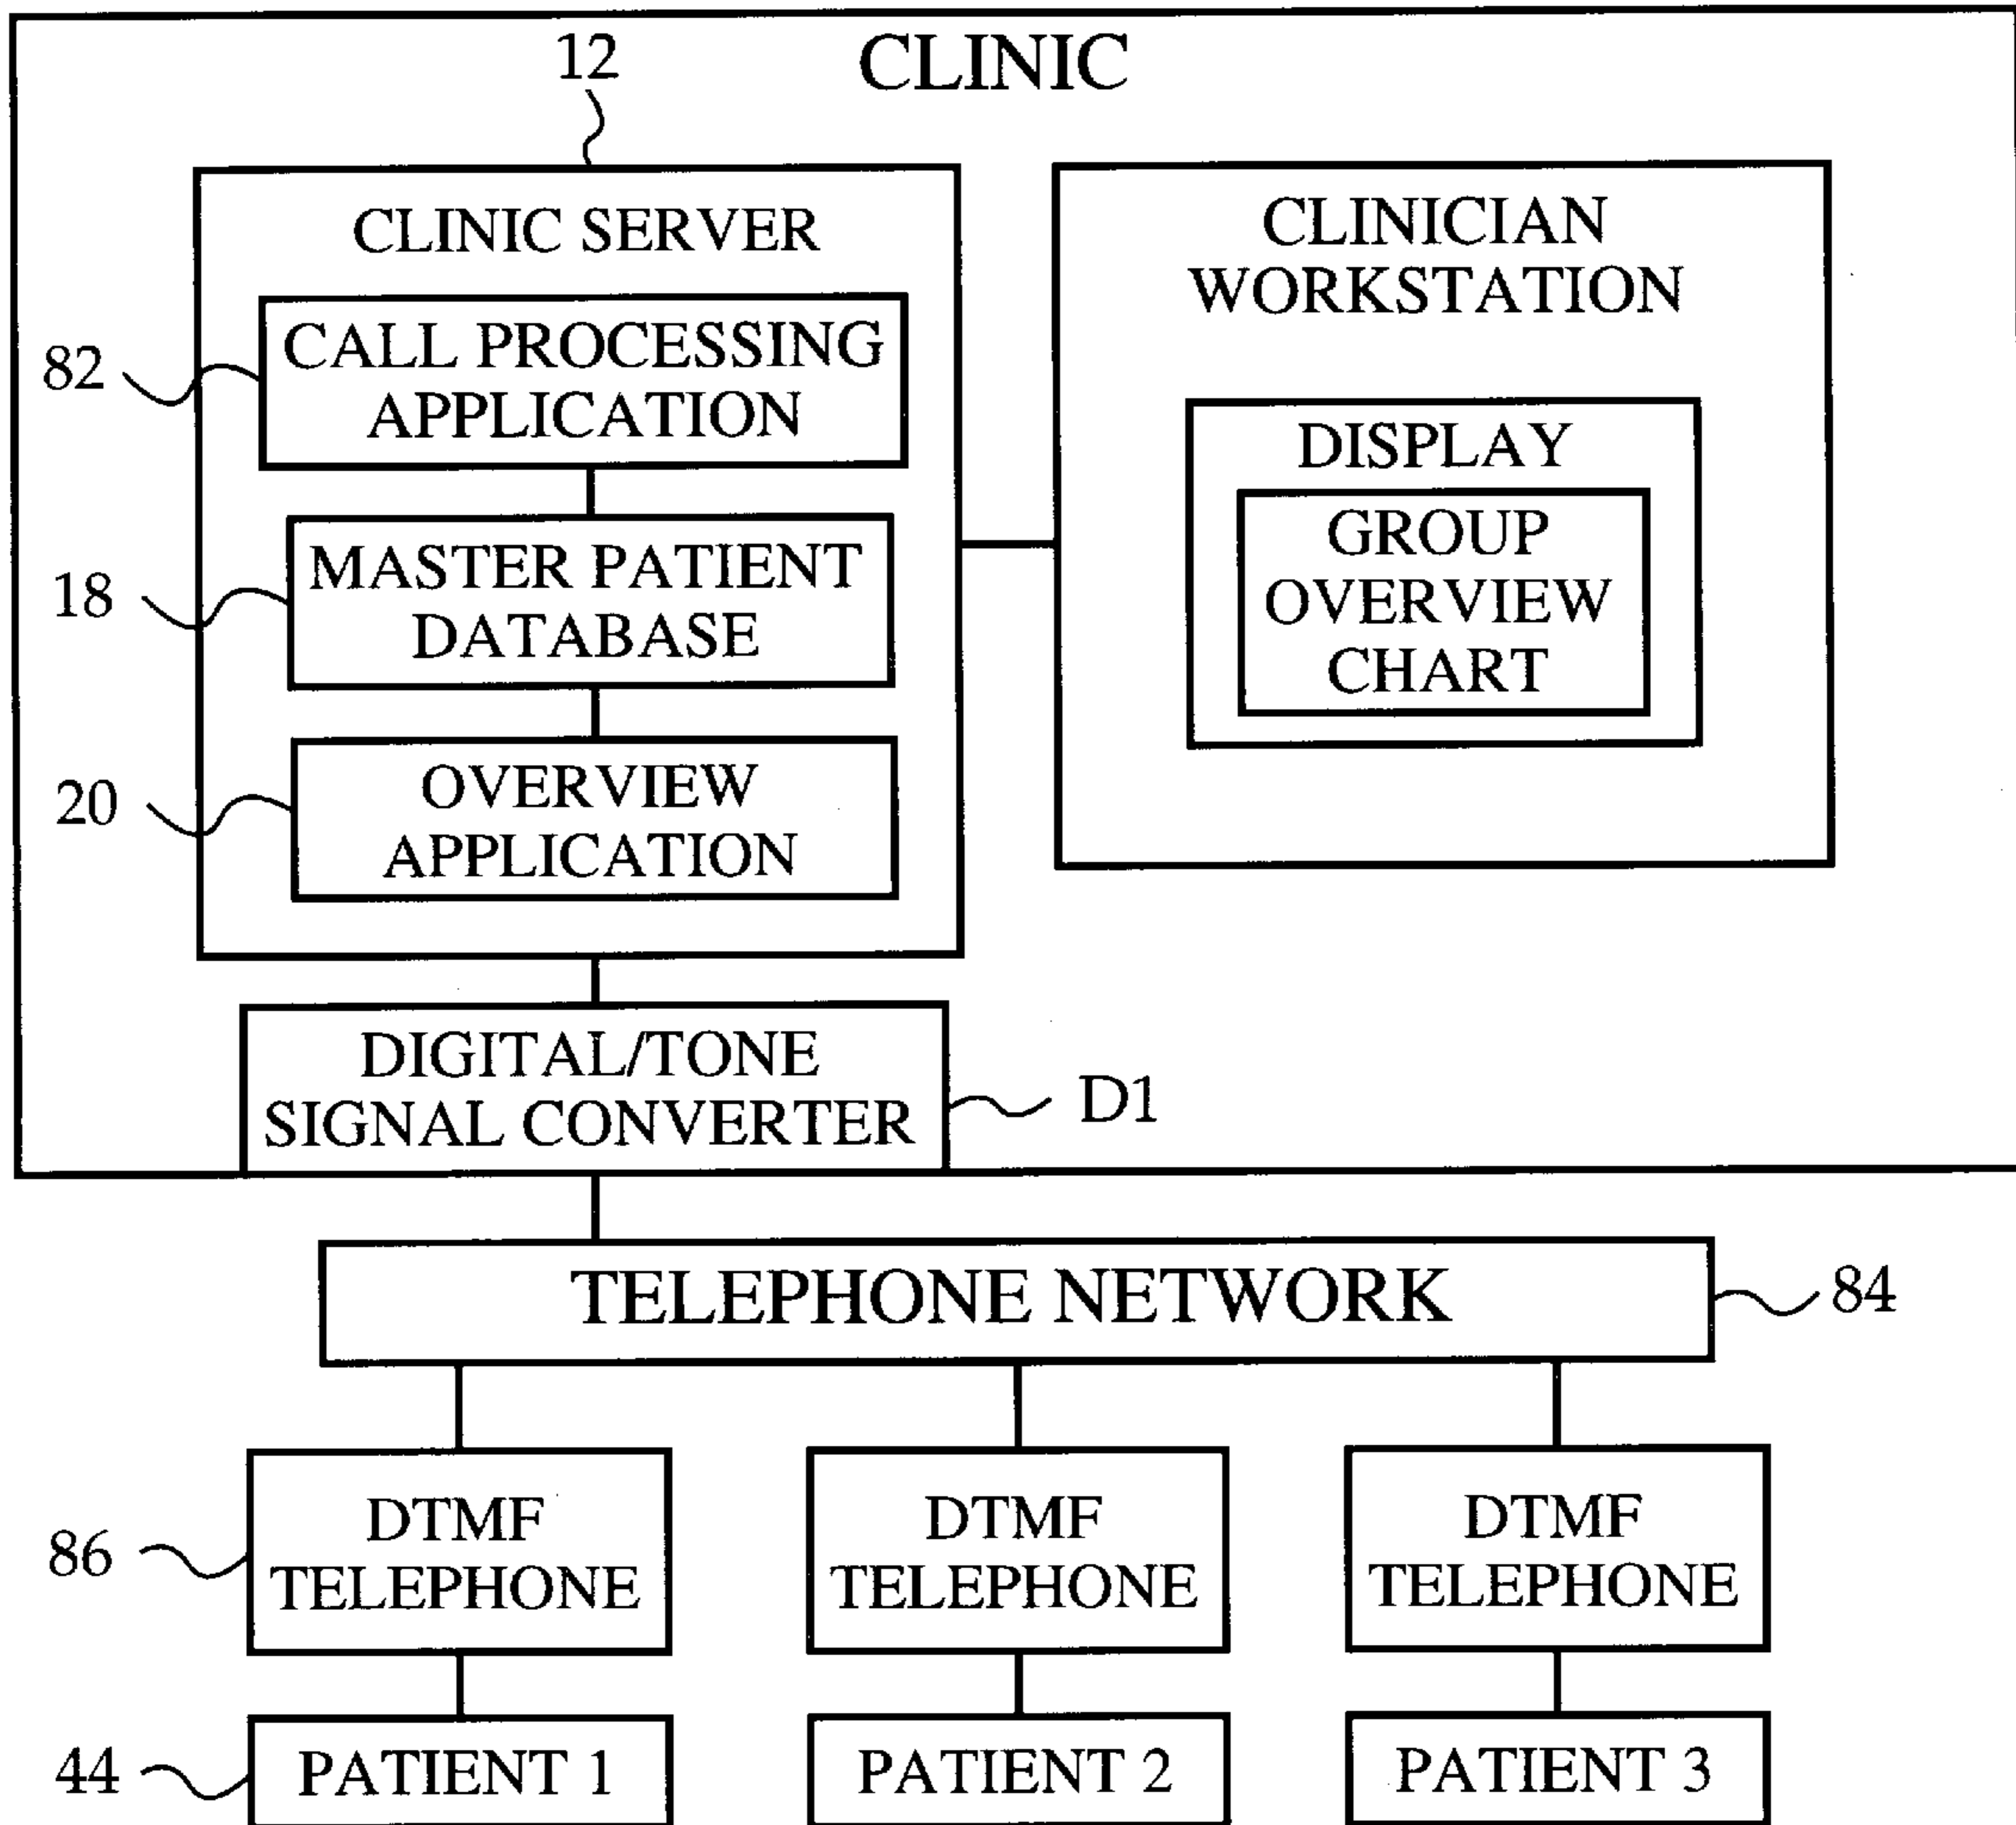 CLINIC
12
CLINIC SERVER
82
CALL PROCESSING
APPLICATION
18
MASTER PATIENT
DATABASE
20
OVERVIEW
APPLICATION
CLINICIAN
WORKSTATION
DISPLAY
GROUP
OVERVIEW
CHART
DIGITAL/TONE
SIGNAL CONVERTER
D1
TELEPHONE NETWORK
84
86
DTMF
TELEPHONE
DTMF
TELEPHONE
DTMF
TELEPHONE
44
PATIENT 1
PATIENT 2
PATIENT 3